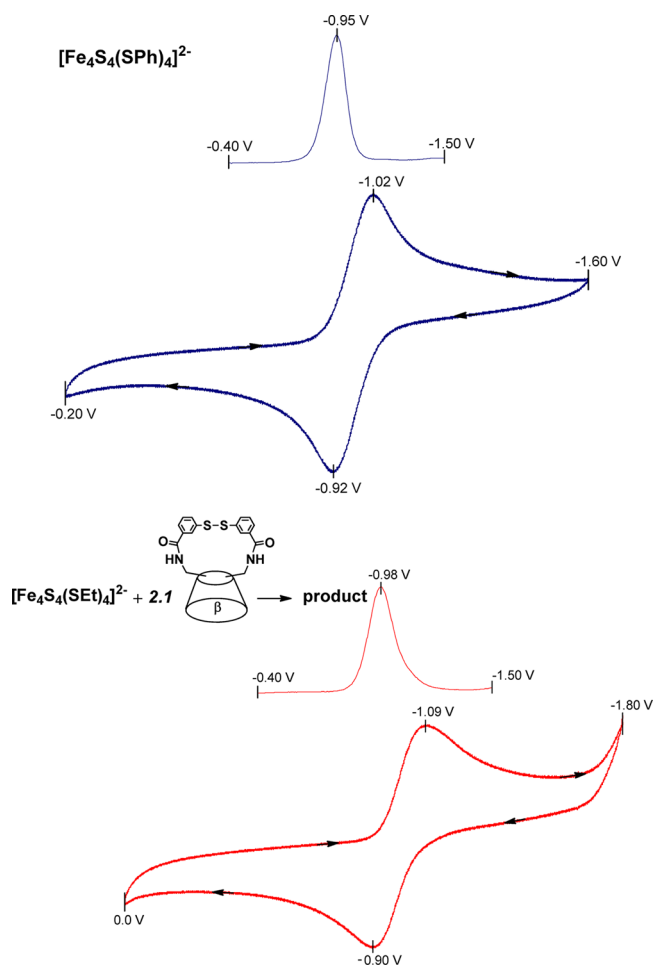 -0.95 V
[Fe₄S₄(SPh)₄]²⁻
-0.40 V
-1.50 V
-1.02 V
-1.60 V
-0.20 V
-0.92 V
S–S
O
O
NH
HN
-0.98 V
[Fe₄S₄(SEt)₄]²⁻ + 2.1
β
product
-0.40 V
-1.50 V
-1.09 V
-1.80 V
0.0 V
-0.90 V